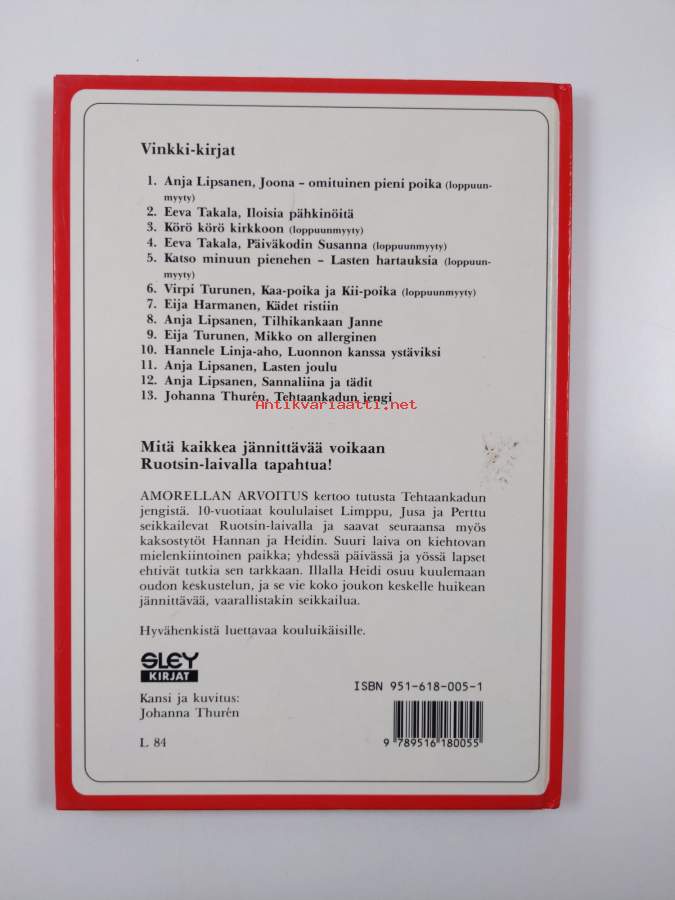 Vinkki-kirjat
1. Anja Lipsanen, Joona – omituinen pieni poika (loppuun-
myyty)
2. Eeva Takala, Iloisia pähkinöitä
3. Körö körö kirkkoon (loppuunmyyty)
4. Eeva Takala, Päiväkodin Susanna (loppuunmyyty)
5. Katso minuun pienehen – Lasten hartauksia (loppuun-
myyty)
6. Virpi Turunen, Kaa-poika ja Kii-poika (loppuunmyyty)
7. Eija Harmanen, Kädet ristiin
8. Anja Lipsanen, Tilhikankaan Janne
9. Eija Turunen, Mikko on allerginen
10. Hannele Linja-aho, Luonnon kanssa ystäviksi
11. Anja Lipsanen, Lasten joulu
12. Anja Lipsanen, Sannaliina ja tädit
13. Johanna Thurén, Tehtaankadun jengi
Antikvariaatti.net
Mitä kaikkea jännittävää voikaan
Ruotsin-laivalla tapahtua!
AMORELLAN ARVOITUS kertoo tutusta Tehtaankadun
jengistä. 10-vuotiaat koululaiset Limppu, Jusa ja Perttu
seikkailevat Ruotsin-laivalla ja saavat seuraansa myös
kaksostytöt Hannan ja Heidin. Suuri laiva on kiehtovan
mielenkiintoinen paikka; yhdessä päivässä ja yössä lapset
ehtivät tutkia sen tarkkaan. Illalla Heidi osuu kuulemaan
oudon keskustelun, ja se vie koko joukon keskelle huikean
jännittävää, vaarallistakin seikkailua.
Hyvähenkistä luettavaa kouluikäisille.
SLEY
KIRJAT
Kansi ja kuvitus:
Johanna Thurén
L 84
ISBN 951-618-005-1
9 789516 180055